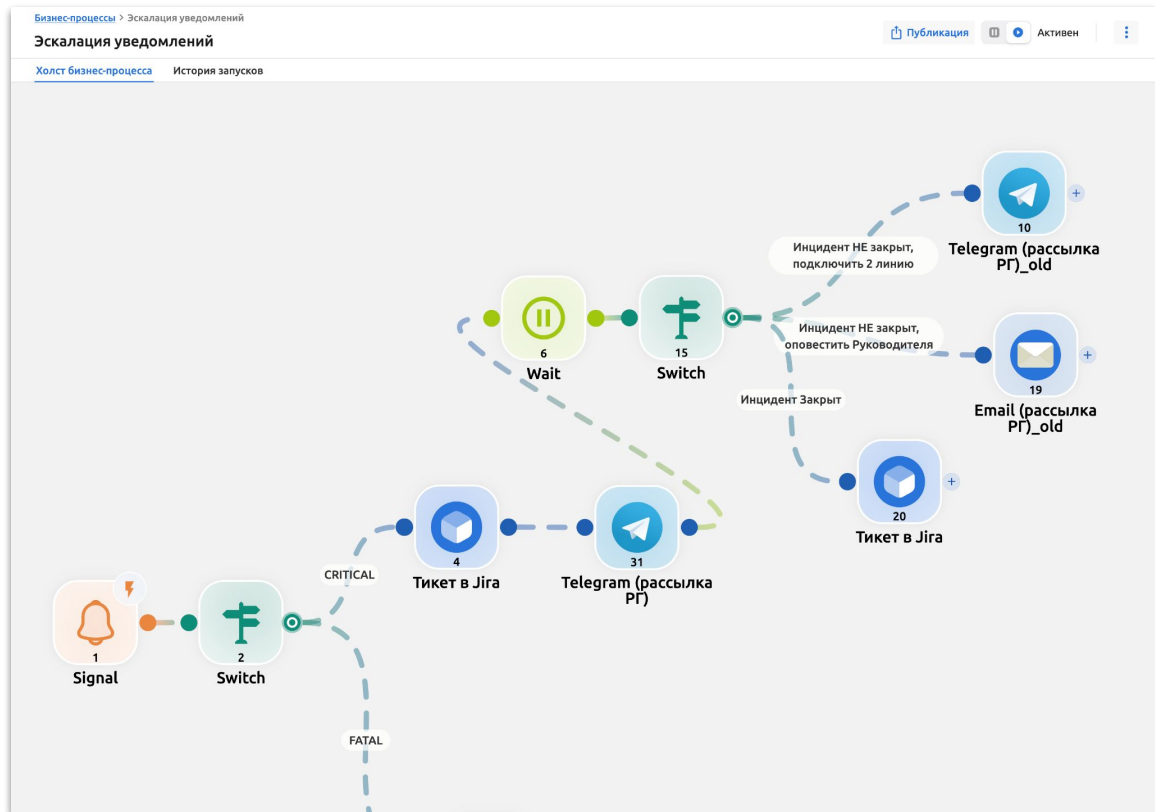 Бизнес-процессы > Эскалация уведомлений
Эскалация уведомлений
Публикация
Активен
Холст бизнес-процесса
История запусков
10
Telegram (рассылка
РГ)_old
Инцидент НЕ закрыт,
подключить 2 линию
6
Wait
15
Switch
Инцидент НЕ закрыт,
оповестить Руководителя
19
Email (рассылка
РГ)_old
Инцидент Закрыт
20
Тикет в Jira
CRITICAL
4
Тикет в Jira
31
Telegram (рассылка
РГ)
1
Signal
2
Switch
FATAL